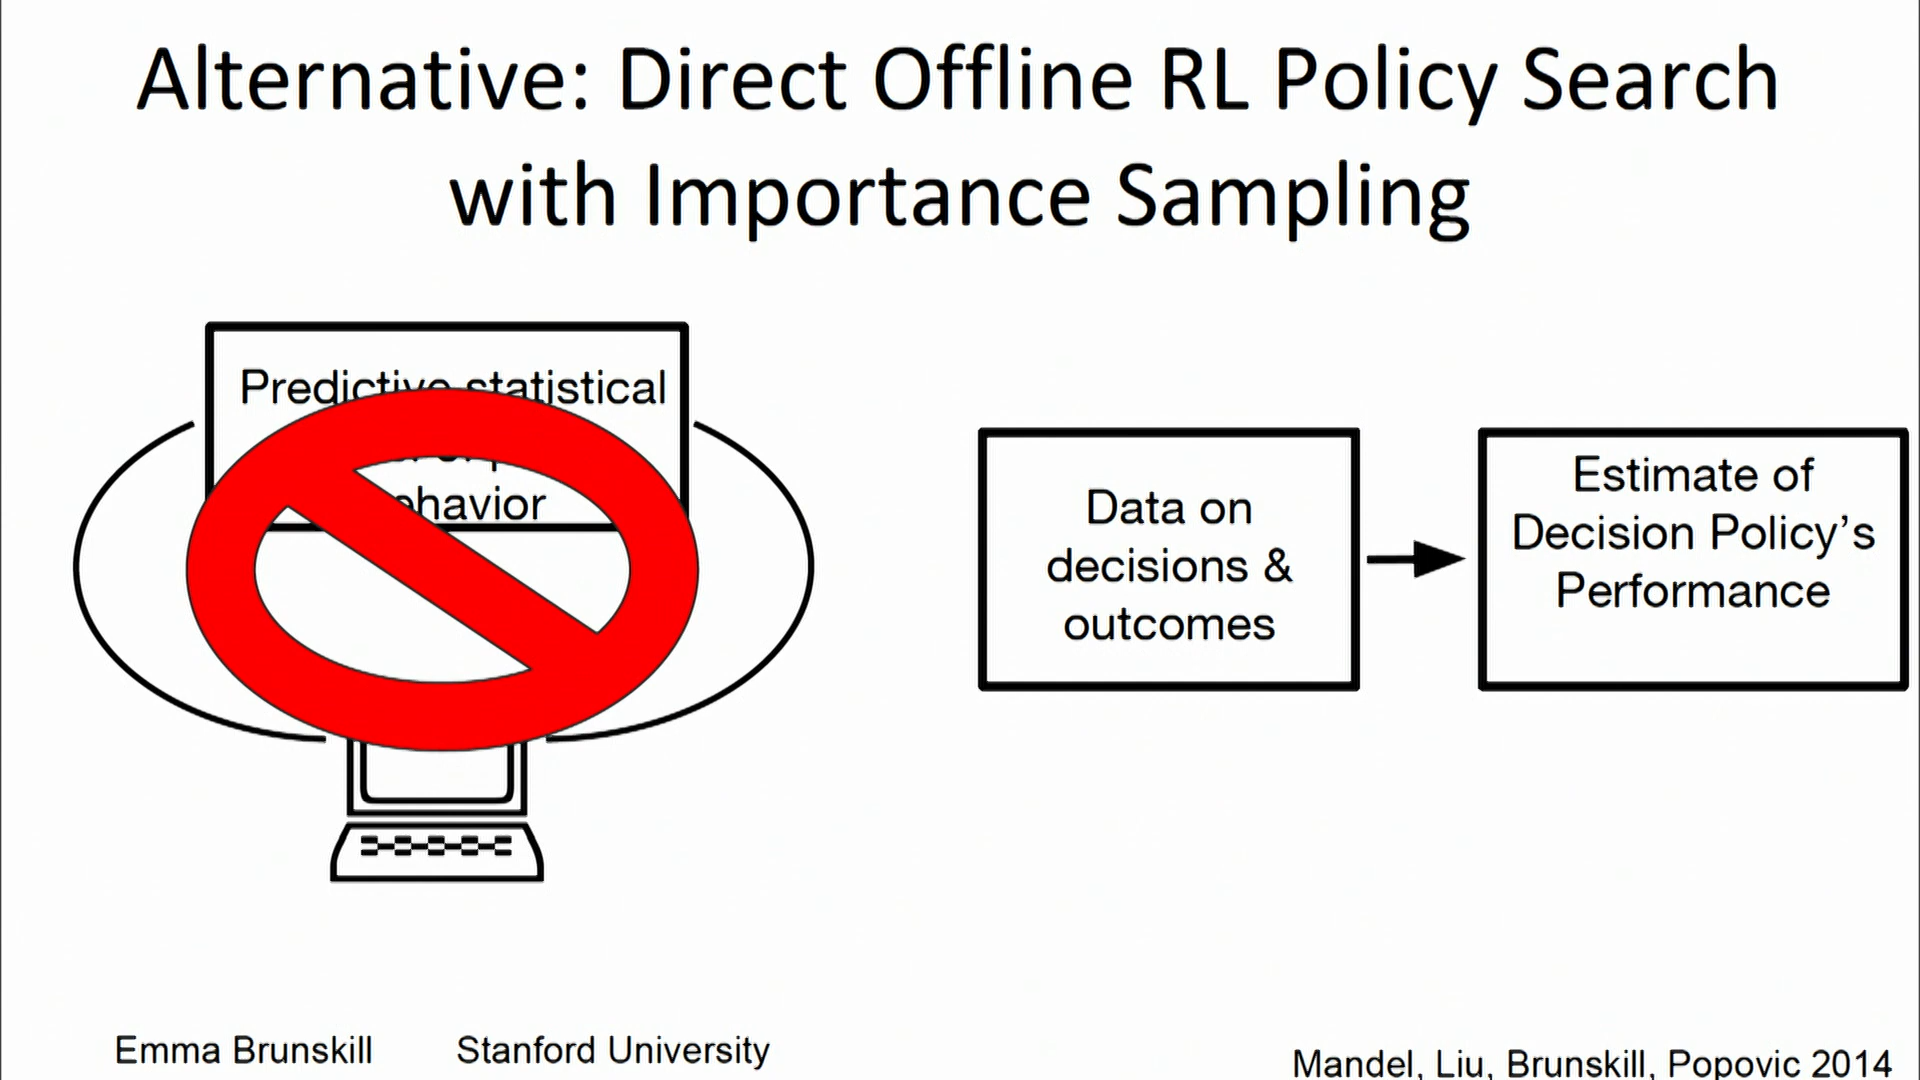 Alternative: Direct Offline RL Policy Search
with Importance Sampling
Predictive statistical
behavior
Data on
decisions &
outcomes
Estimate of
Decision Policy's
Performance
Emma Brunskill Stanford University
Mandel, Liu, Brunskill, Popovic 2014